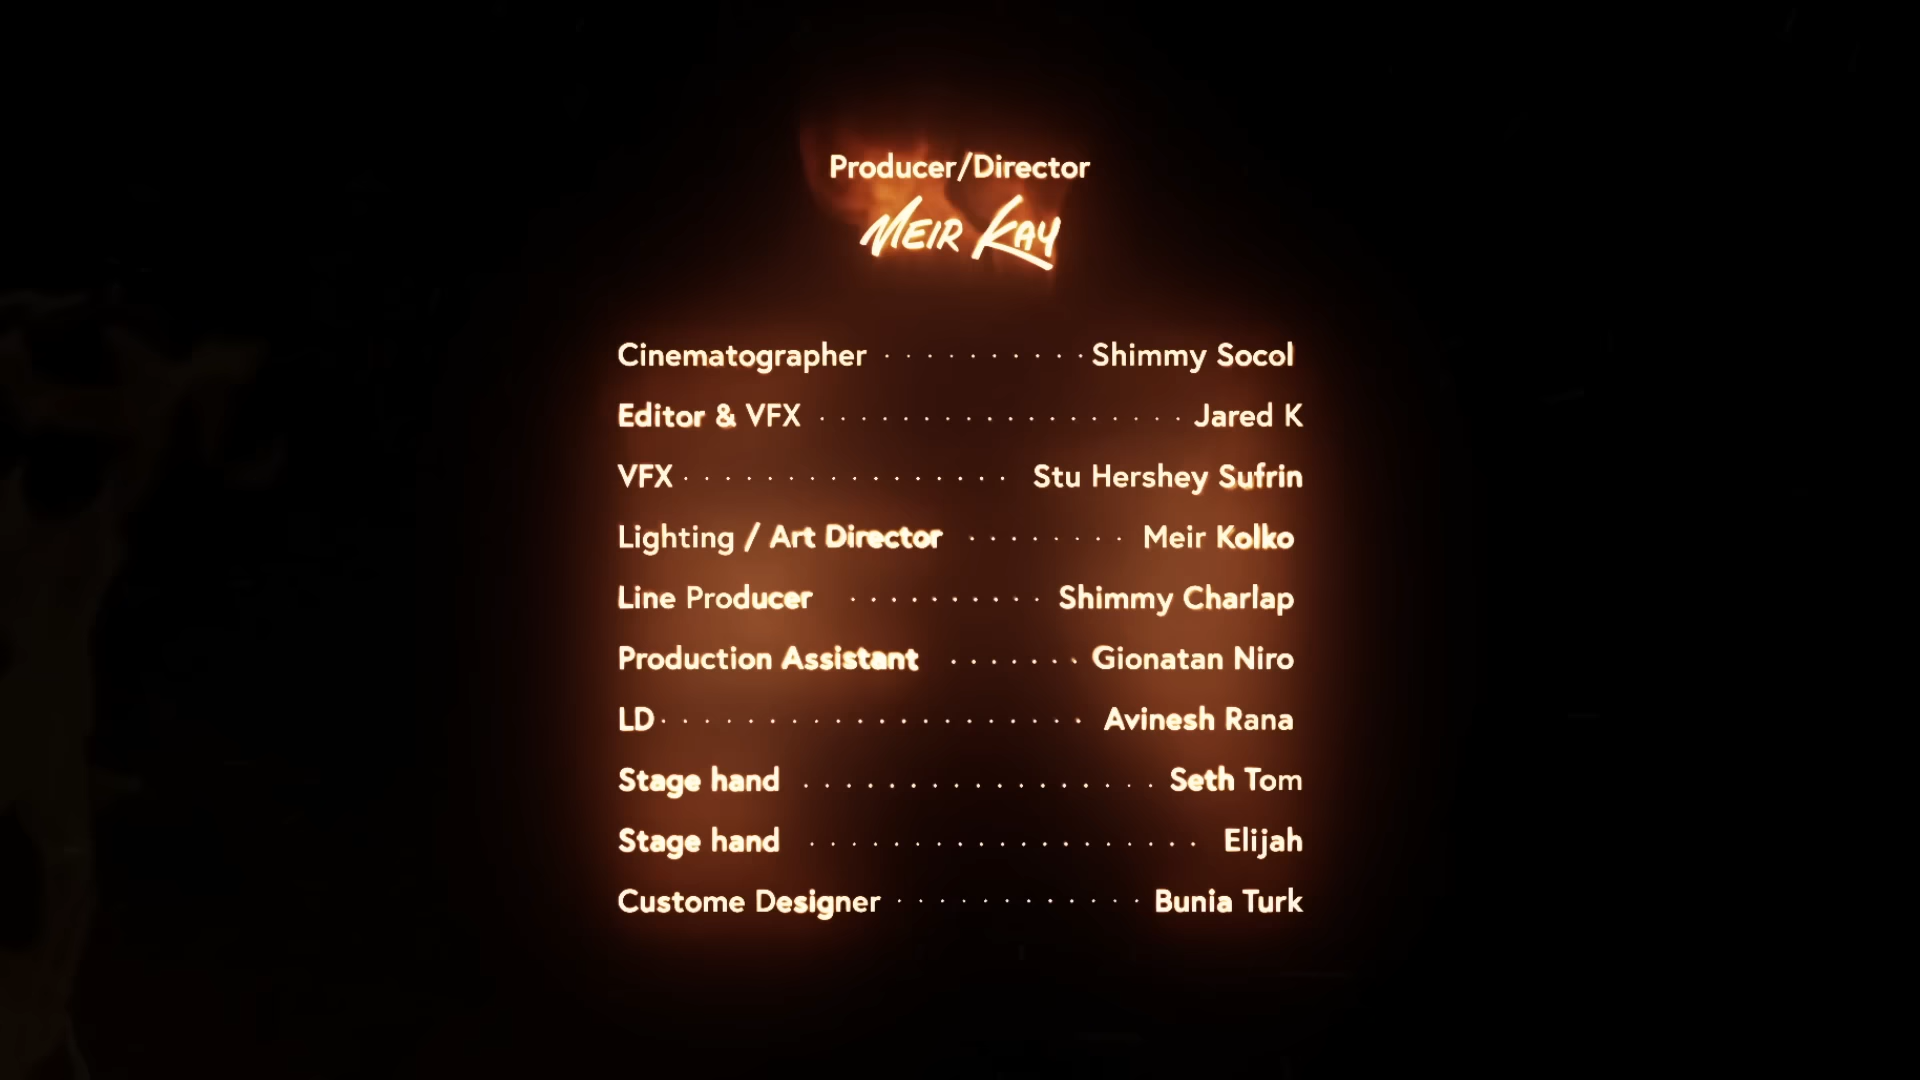 Producer/Director
MEIR KAY
Cinematographer . . . . . . . . . . Shimmy Socol
Editor & VFX . . . . . . . . . . . . . . . . . . Jared K
VFX . . . . . . . . . . . . . . . . Stu Hershey Sufrin
Lighting / Art Director . . . . . . . . Meir Kolko
Line Producer . . . . . . . . . . Shimmy Charlap
Production Assistant . . . . . . . Gionatan Niro
LD . . . . . . . . . . . . . . . . . . . . Avinesh Rana
Stage hand . . . . . . . . . . . . . . . . . Seth Tom
Stage hand . . . . . . . . . . . . . . . . . . . Elijah
Custome Designer . . . . . . . . . . . . Bunia Turk